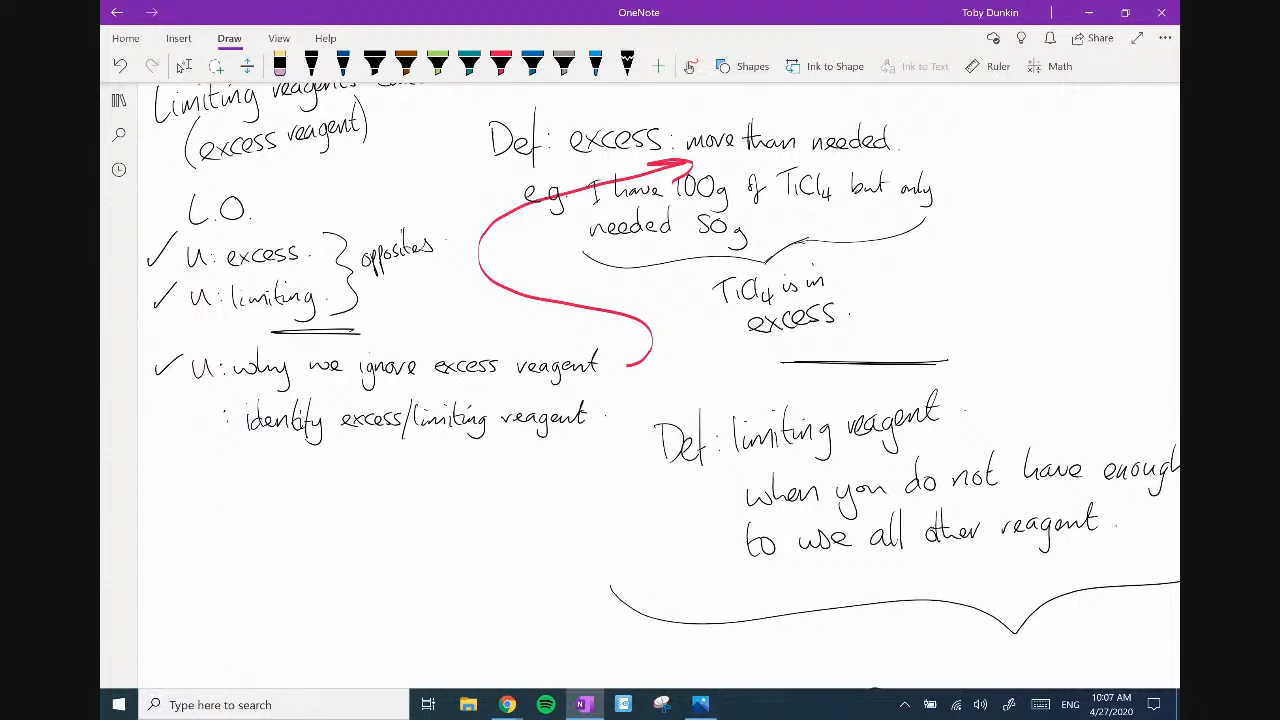 OneNote
Toby Dunkin
Home Insert Draw View Help
Share
Shapes Ink to Shape Ink to Text Ruler Math
Limiting reagents
(excess reagent)
L.O.
U: excess.
U: limiting.
opposites
U: why we ignore excess reagent
: identify excess/limiting reagent.
Def: excess: more than needed.
e.g. I have 100g of TiCl4 but only
needed 50g
TiCl4 is in
excess.
Def: limiting reagent
when you do not have enough
to use all other reagent.
Type here to search
ENG
10:07 AM
4/27/2020